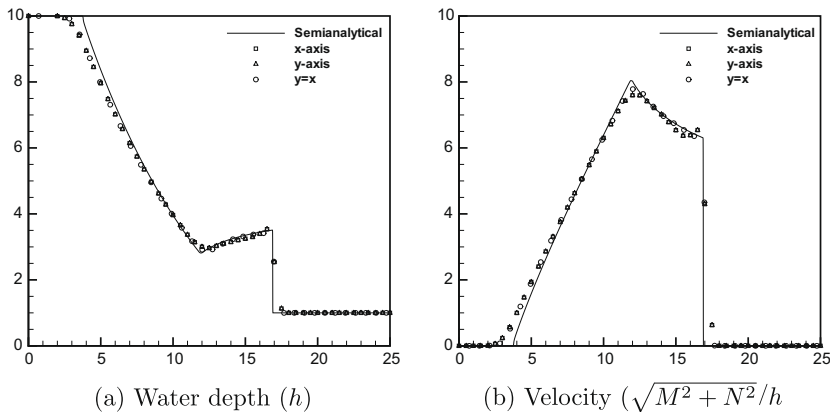 10
8
6
4
2
0
0 5 10 15 20 25
Semianalytical
x-axis
y-axis
y=x
(a) Water depth (h)
10
8
6
4
2
0
0 5 10 15 20 25
Semianalytical
x-axis
y-axis
y=x
(b) Velocity (√M² + N²/h